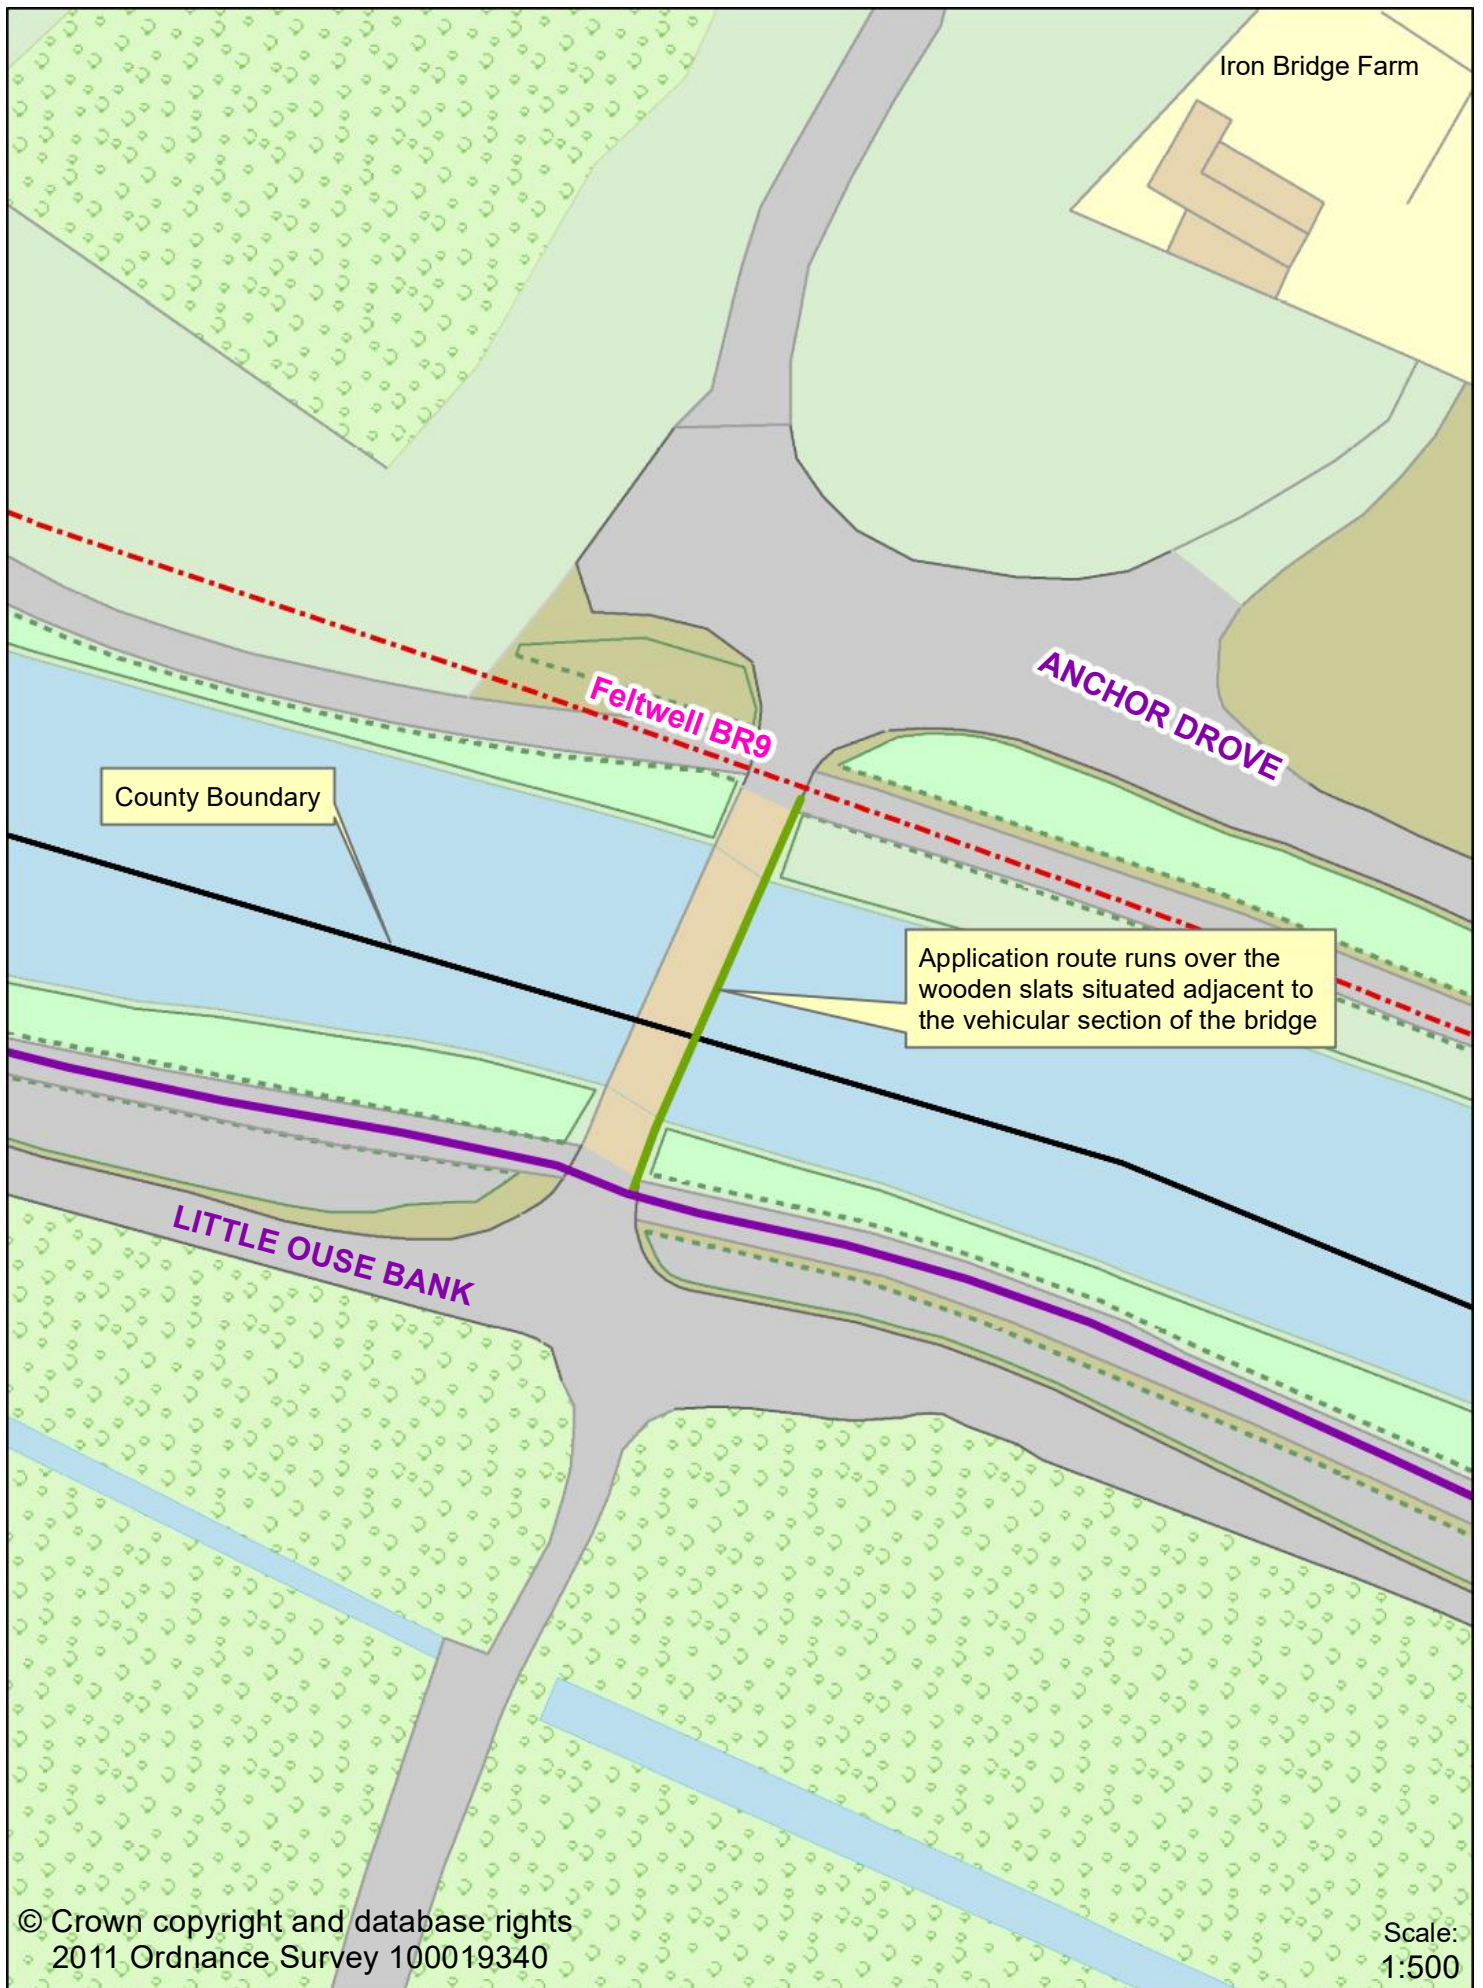 Iron Bridge Farm
ANCHOR DROVE
Feltwell BR9
County Boundary
Application route runs over the
wooden slats situated adjacent to
the vehicular section of the bridge
LITTLE OUSE BANK
© Crown copyright and database rights
2011 Ordnance Survey 100019340
Scale:
1:500